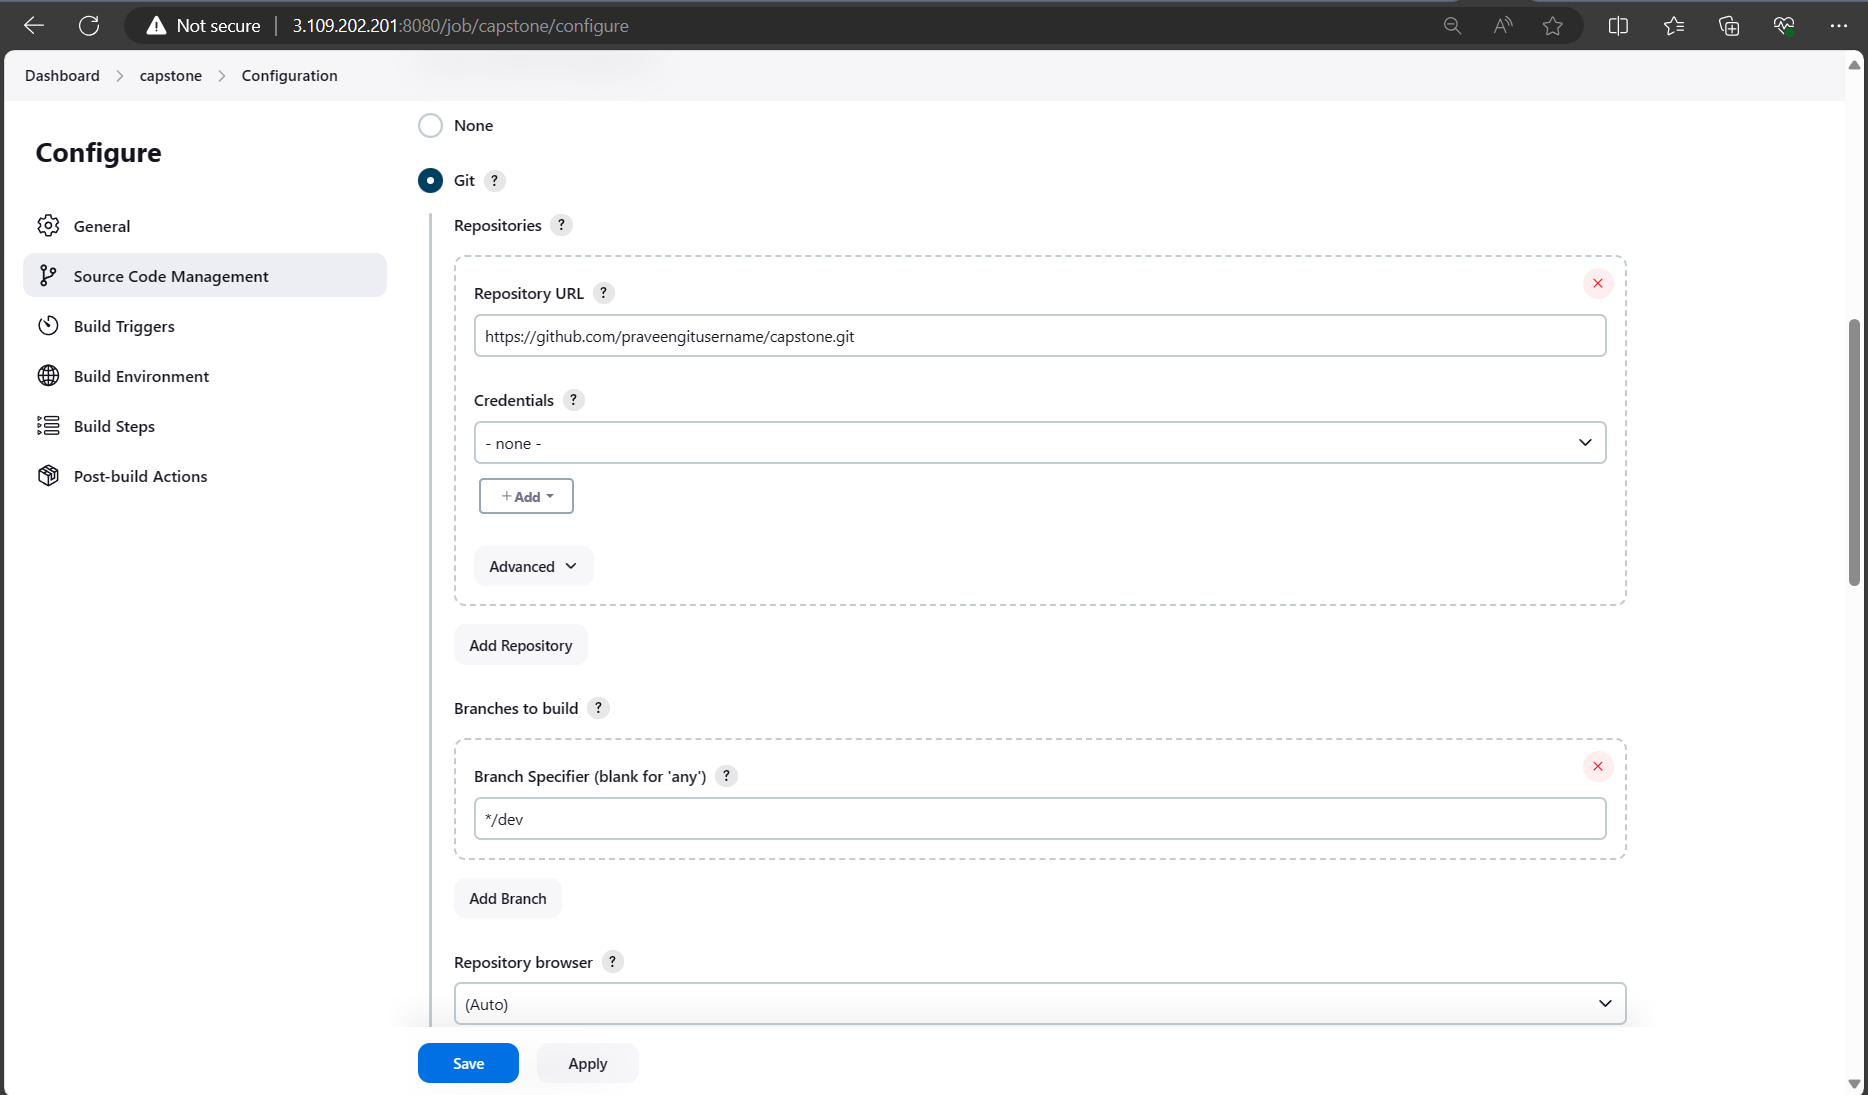 Not secure
3.109.202.201:8080/job/capstone/configure
Dashboard > capstone > Configuration
Configure
General
Source Code Management
Build Triggers
Build Environment
Build Steps
Post-build Actions
None
Git ?
Repositories ?
Repository URL ?
https://github.com/praveengitusername/capstone.git
Credentials ?
- none -
+ Add
Advanced
Add Repository
Branches to build ?
Branch Specifier (blank for 'any') ?
*/dev
Add Branch
Repository browser ?
(Auto)
Save
Apply